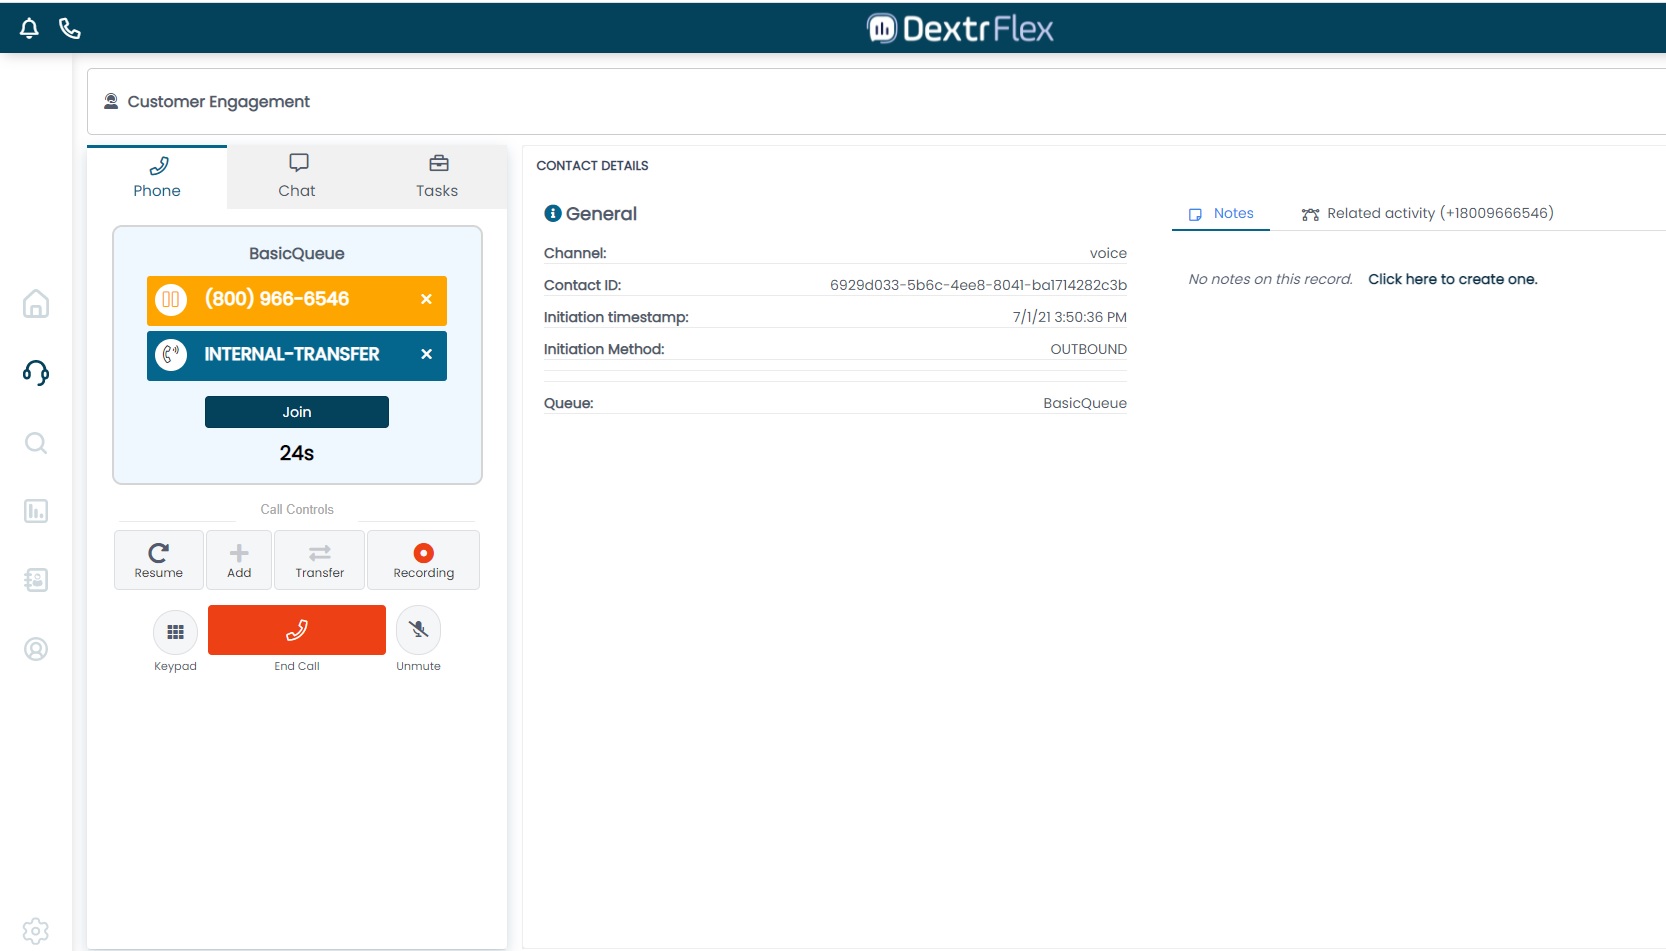 DextrFlex
Customer Engagement
Phone
Chat
Tasks
BasicQueue
(800) 966-6546
INTERNAL-TRANSFER
Join
24s
Call Controls
Resume
Add
Transfer
Recording
Keypad
End Call
Unmute
CONTACT DETAILS
General
Channel: voice
Contact ID: 6929d033-5b6c-4ee8-8041-ba1714282c3b
Initiation timestamp: 7/1/21 3:50:36 PM
Initiation Method: OUTBOUND
Queue: BasicQueue
Notes
Related activity (+18009666546)
No notes on this record. Click here to create one.